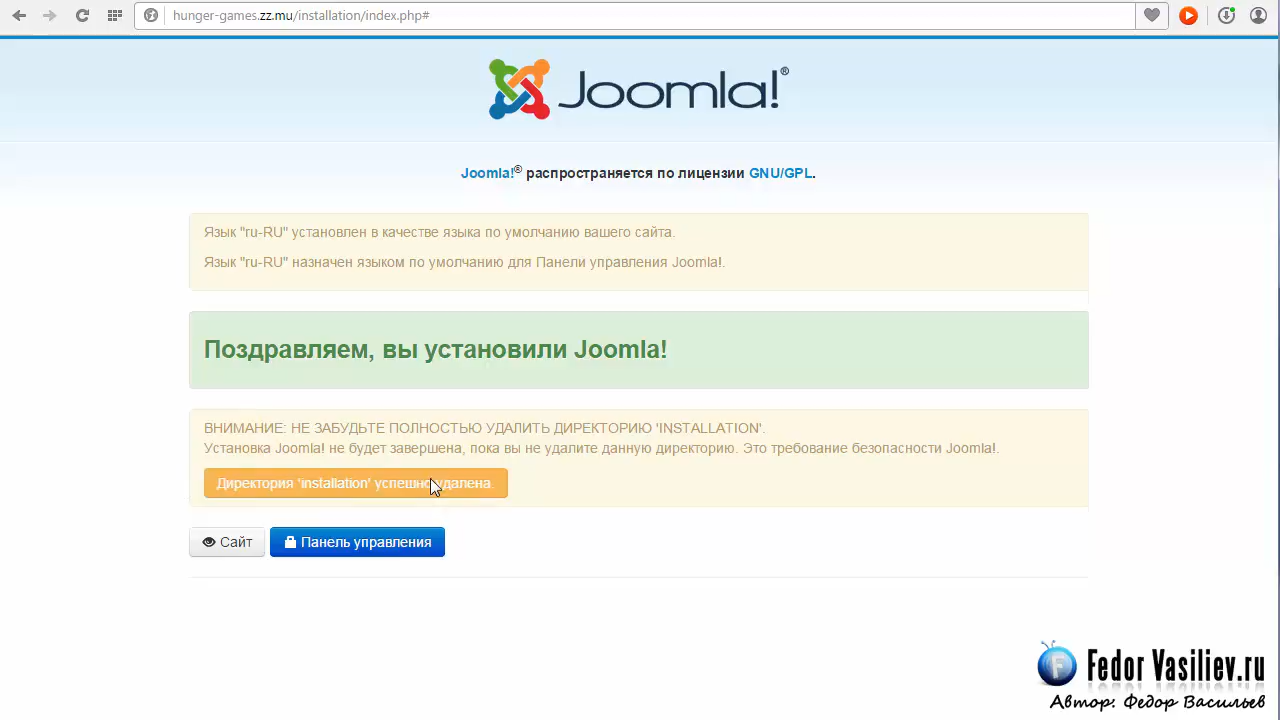 hunger-games.zz.mu/installation/index.php#
Joomla!®
Joomla!® распространяется по лицензии GNU/GPL.
Язык "ru-RU" установлен в качестве языка по умолчанию вашего сайта.
Язык "ru-RU" назначен языком по умолчанию для Панели управления Joomla!.
Поздравляем, вы установили Joomla!
ВНИМАНИЕ: НЕ ЗАБУДЬТЕ ПОЛНОСТЬЮ УДАЛИТЬ ДИРЕКТОРИЮ 'INSTALLATION'.
Установка Joomla! не будет завершена, пока вы не удалите данную директорию. Это требование безопасности Joomla!.
Директория 'installation' успешно удалена.
Сайт Панель управления
F Fedor Vasiliev.ru
Автор: Федор Васильев